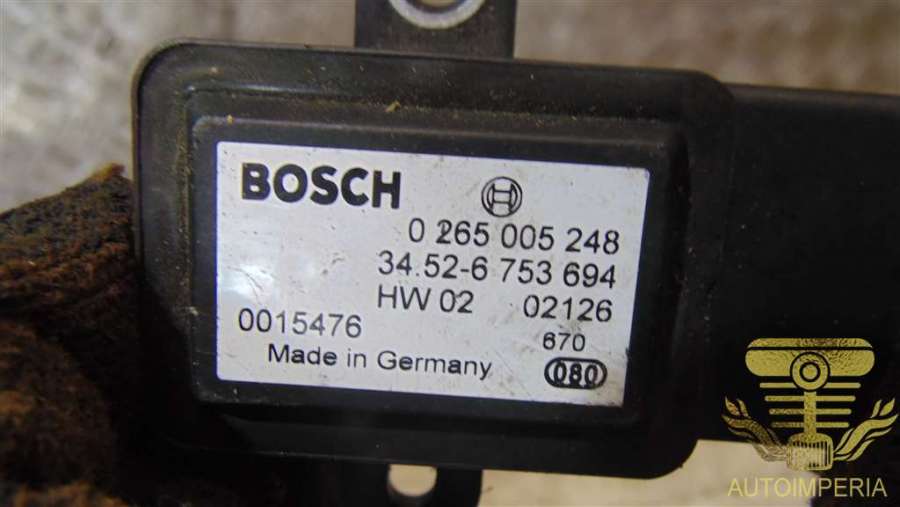 BOSCH
0 265 005 248
34.52-6 753 694
HW 02 02126
0015476
670
Made in Germany
080
AUTOIMPERIA